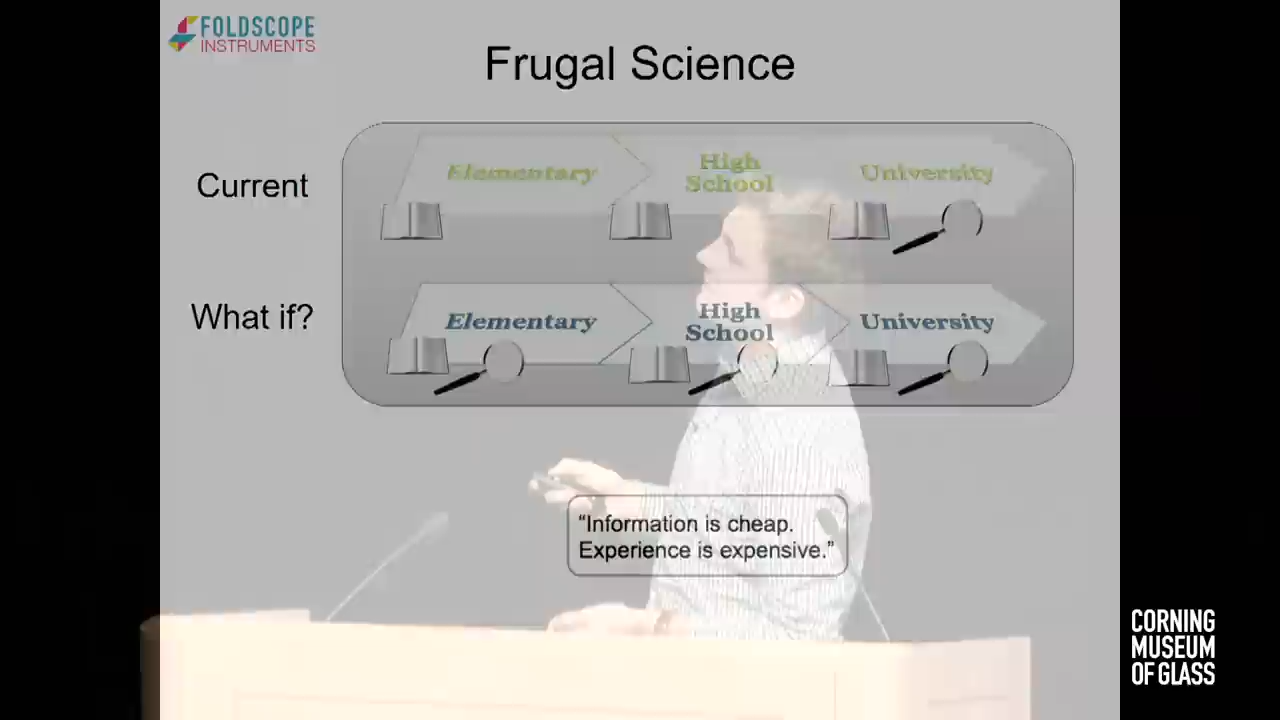 FOLDSCOPE
INSTRUMENTS
Frugal Science
Current
Elementary
High
School
University
What if?
Elementary
High
School
University
“Information is cheap.
Experience is expensive.”
CORNING
MUSEUM
OF GLASS